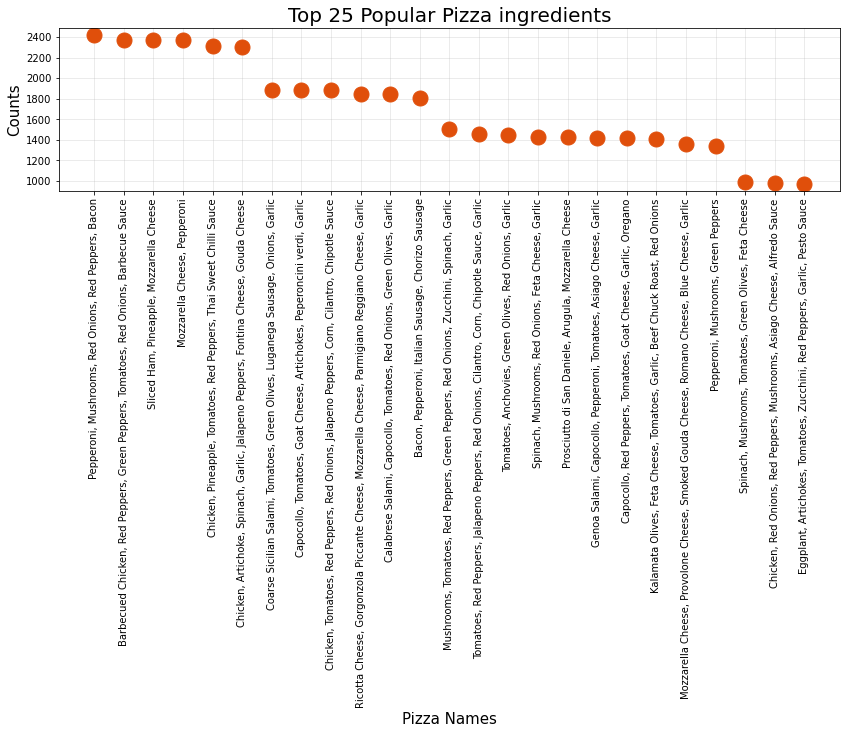 Top 25 Popular Pizza ingredients
Counts
2400
2200
2000
1800
1600
1400
1200
1000
Pepperoni, Mushrooms, Red Onions, Red Peppers, Bacon
Barbecued Chicken, Red Peppers, Green Peppers, Tomatoes, Red Onions, Barbecue Sauce
Sliced Ham, Pineapple, Mozzarella Cheese
Mozzarella Cheese, Pepperoni
Chicken, Pineapple, Tomatoes, Red Peppers, Thai Sweet Chilli Sauce
Chicken, Artichoke, Spinach, Garlic, Jalapeno Peppers, Fontina Cheese, Gouda Cheese
Coarse Sicilian Salami, Tomatoes, Green Olives, Luganega Sausage, Onions, Garlic
Capocollo, Tomatoes, Goat Cheese, Artichokes, Peperoncini verdi, Garlic
Chicken, Tomatoes, Red Peppers, Red Onions, Jalapeno Peppers, Corn, Cilantro, Chipotle Sauce
Ricotta Cheese, Gorgonzola Piccante Cheese, Mozzarella Cheese, Parmigiano Reggiano Cheese, Garlic
Calabrese Salami, Capocollo, Tomatoes, Red Onions, Green Olives, Garlic
Bacon, Pepperoni, Italian Sausage, Chorizo Sausage
Mushrooms, Tomatoes, Red Peppers, Green Peppers, Red Onions, Zucchini, Spinach, Garlic
Tomatoes, Red Peppers, Jalapeno Peppers, Red Onions, Cilantro, Corn, Chipotle Sauce, Garlic
Tomatoes, Anchovies, Green Olives, Red Onions, Garlic
Spinach, Mushrooms, Red Onions, Feta Cheese, Garlic
Prosciutto di San Daniele, Arugula, Mozzarella Cheese
Genoa Salami, Capocollo, Pepperoni, Tomatoes, Asiago Cheese, Garlic
Capocollo, Red Peppers, Tomatoes, Goat Cheese, Garlic, Oregano
Kalamata Olives, Feta Cheese, Tomatoes, Garlic, Beef Chuck Roast, Red Onions
Mozzarella Cheese, Provolone Cheese, Smoked Gouda Cheese, Romano Cheese, Blue Cheese, Garlic
Pepperoni, Mushrooms, Green Peppers
Spinach, Mushrooms, Tomatoes, Green Olives, Feta Cheese
Chicken, Red Onions, Red Peppers, Mushrooms, Asiago Cheese, Alfredo Sauce
Eggplant, Artichokes, Tomatoes, Zucchini, Red Peppers, Garlic, Pesto Sauce
Pizza Names